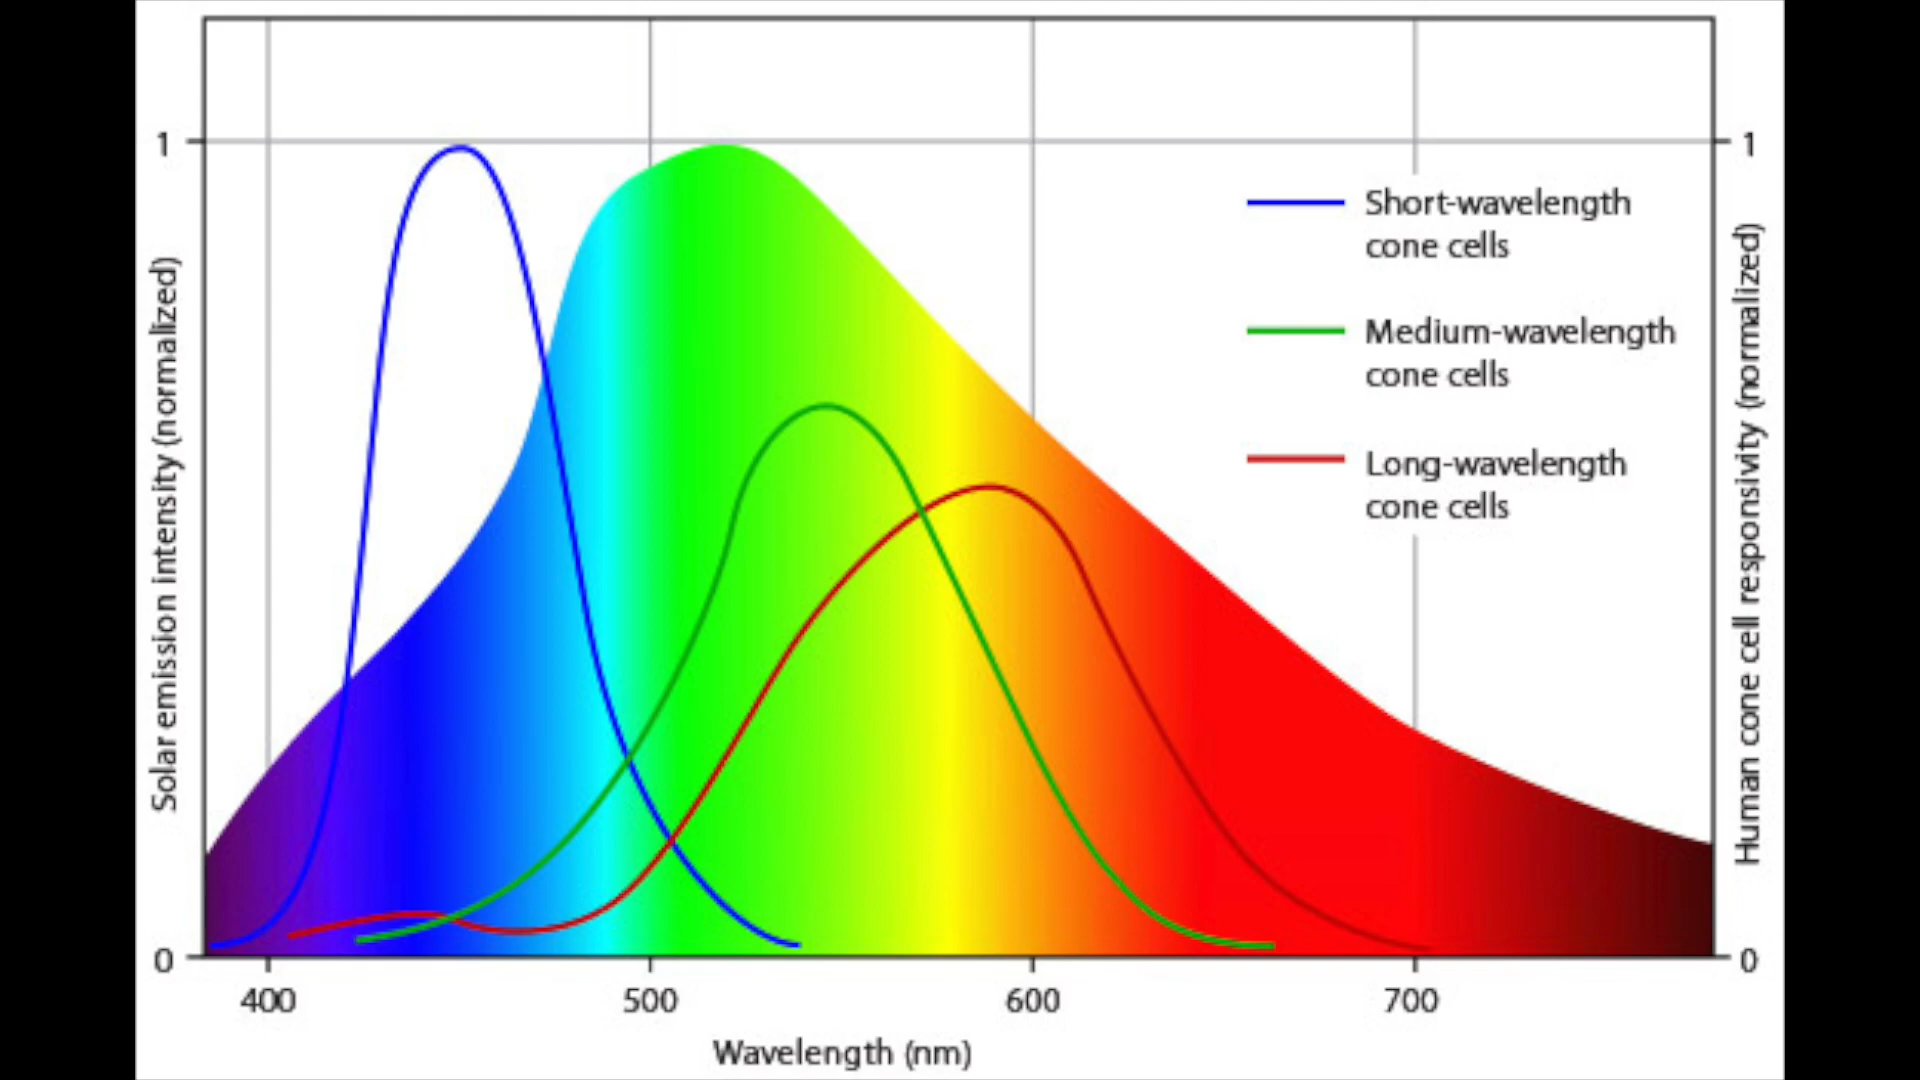 1
1
Short-wavelength
cone cells
Medium-wavelength
cone cells
Long-wavelength
cone cells
Solar emission intensity (normalized)
Human cone cell responsivity (normalized)
0
0
400
500
600
700
Wavelength (nm)